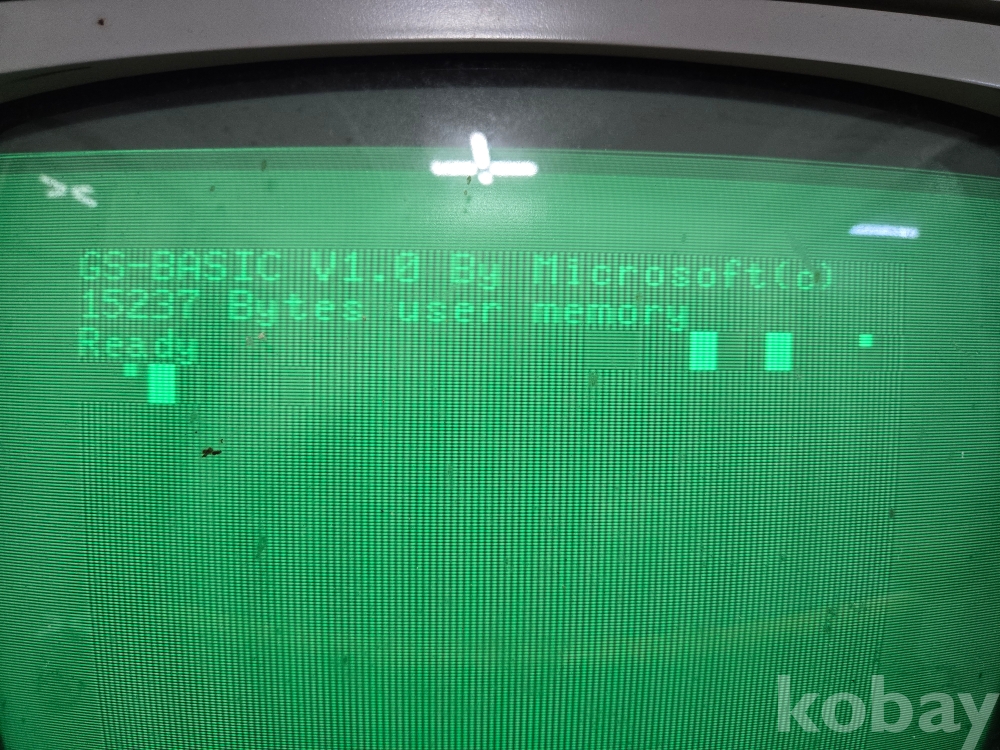 GS-BASIC V1.0 By Microsoft(c)
15237 Bytes user memory
Ready
kobay